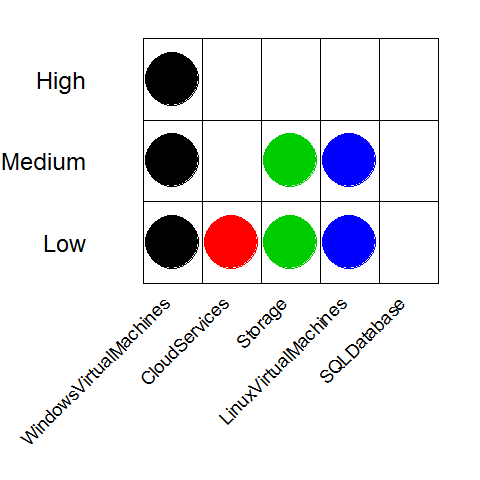 High
Medium
Low
WindowsVirtualMachines
CloudServices
Storage
LinuxVirtualMachines
SQLDatabase